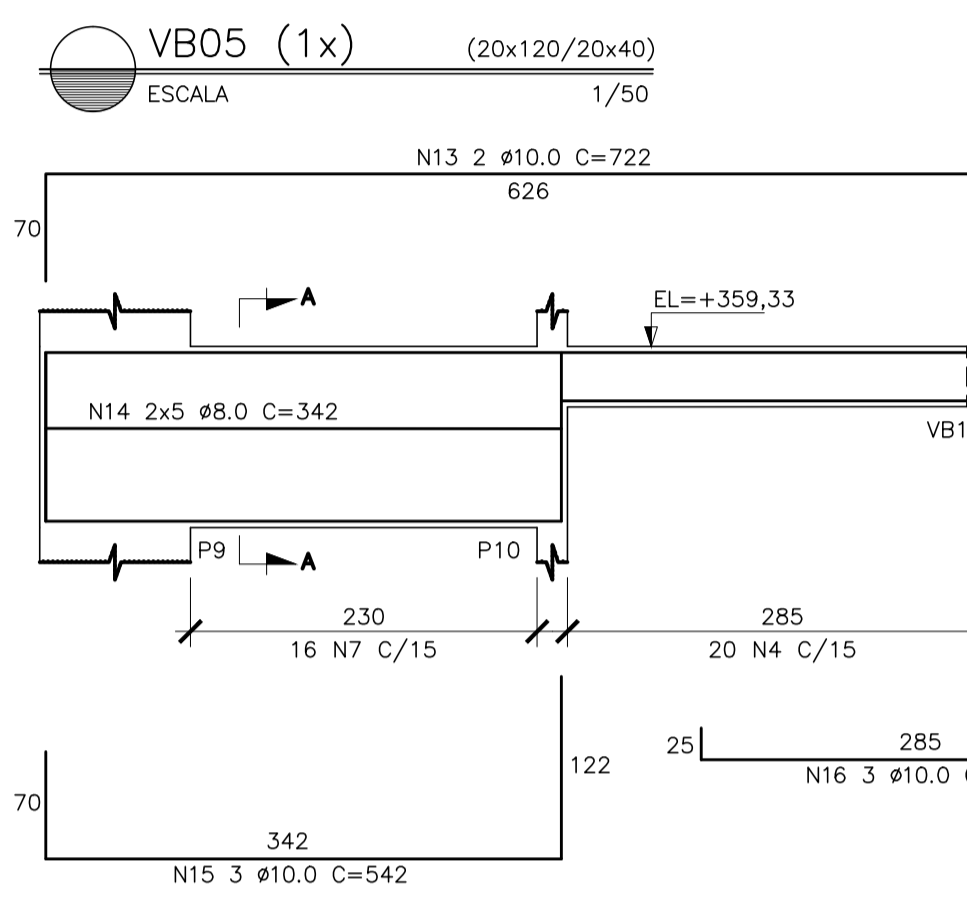 VB05 (1x) (20x120/20x40)
ESCALA 1/50
N13 2 ø10.0 C=722
626
70
A
EL=+359,33
N14 2x5 ø8.0 C=342
VB1
P9
A
P10
230
285
16 N7 C/15
20 N4 C/15
122
25
285
N16 3 ø10.0
70
342
N15 3 ø10.0 C=542